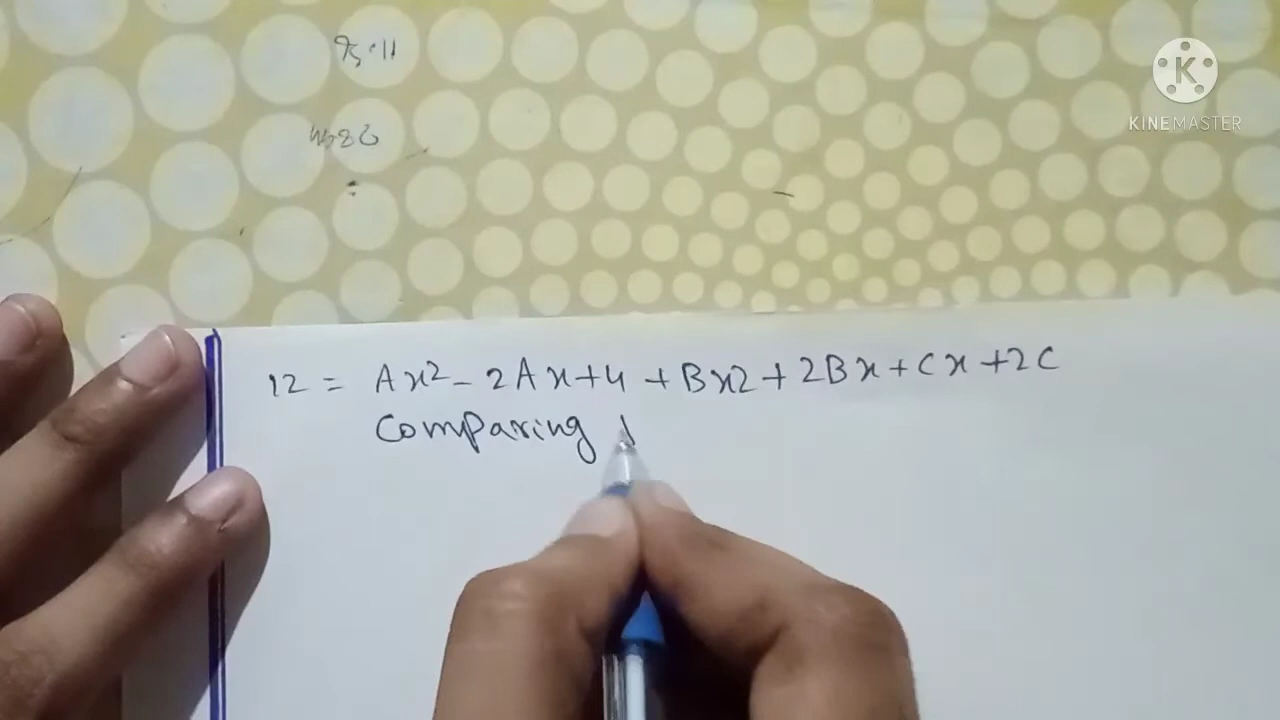 KINEMASTER
12 = Ax² - 2Ax + 4 + Bx2 + 2Bx + Cx + 2C
Comparing